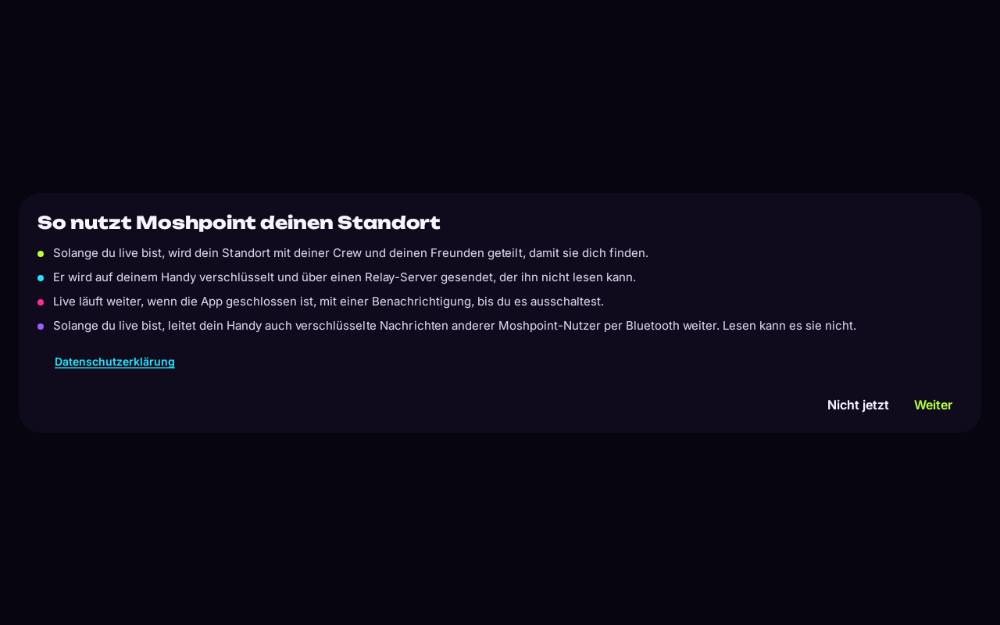 So nutzt Moshpoint deinen Standort
Solange du live bist, wird dein Standort mit deiner Crew und deinen Freunden geteilt, damit sie dich finden.
Er wird auf deinem Handy verschlüsselt und über einen Relay-Server gesendet, der ihn nicht lesen kann.
Live läuft weiter, wenn die App geschlossen ist, mit einer Benachrichtigung, bis du es ausschaltest.
Solange du live bist, leitet dein Handy auch verschlüsselte Nachrichten anderer Moshpoint-Nutzer per Bluetooth weiter. Lesen kann es sie nicht.
Datenschutzerklärung
Nicht jetzt Weiter